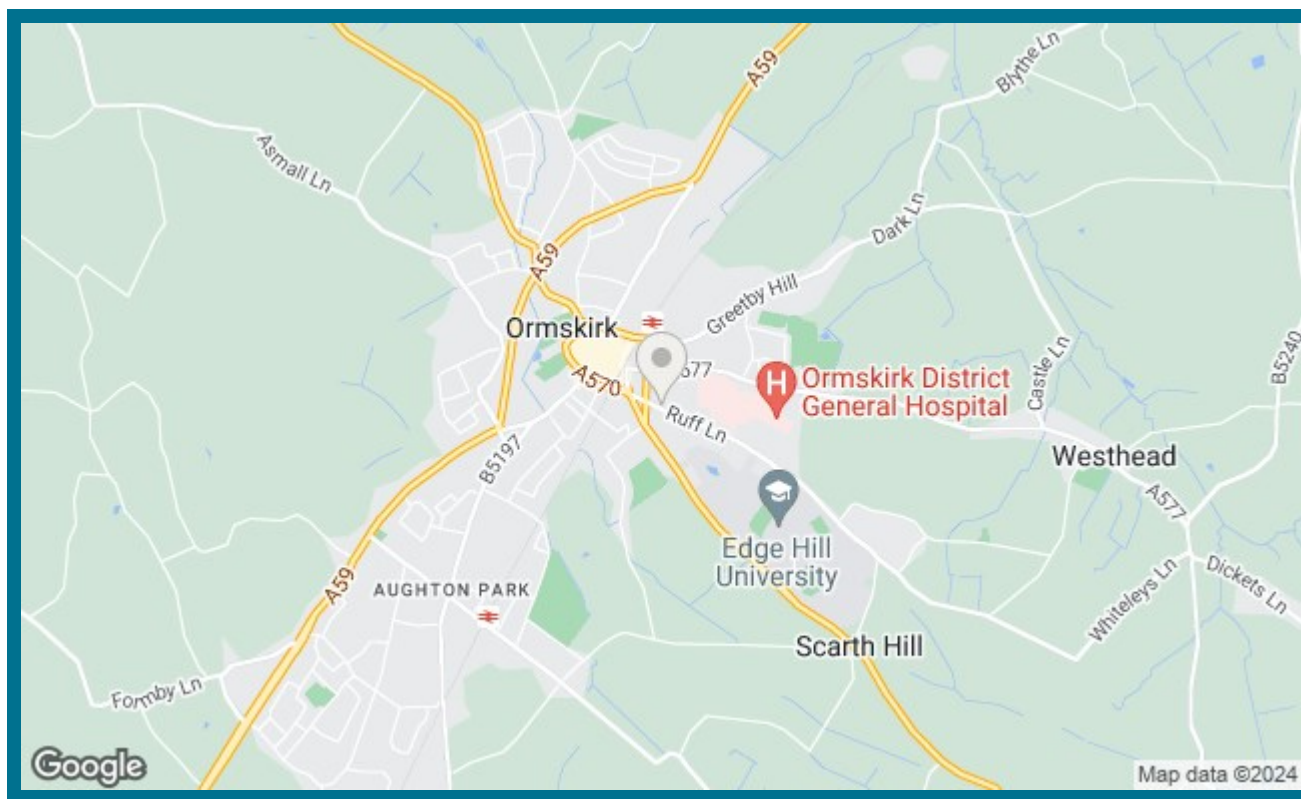 A59
Blythe Ln
Asmall Ln
Dark Ln
A59
Greetby Hill
Ormskirk
B5240
Castle Ln
A570
Ormskirk District
General Hospital
H
Ruff Ln
B5197
Westhead
A577
Edge Hill
University
A59
AUGHTON PARK
Whiteleys Ln
Dickets Ln
Scarth Hill
Formby Ln
Google
Map data ©2024